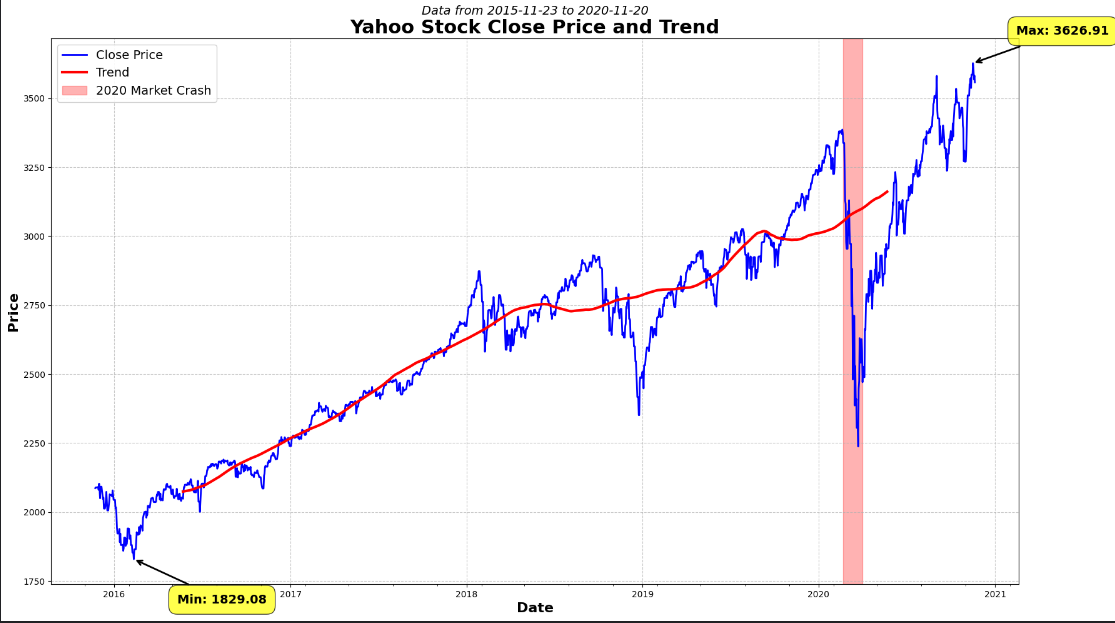 Data from 2015-11-23 to 2020-11-20
Yahoo Stock Close Price and Trend
Max: 3626.91
Close Price
Trend
2020 Market Crash
3500
3250
3000
2750
2500
2250
2000
1750
Price
2016
2017
2018
2019
2020
2021
Min: 1829.08
Date